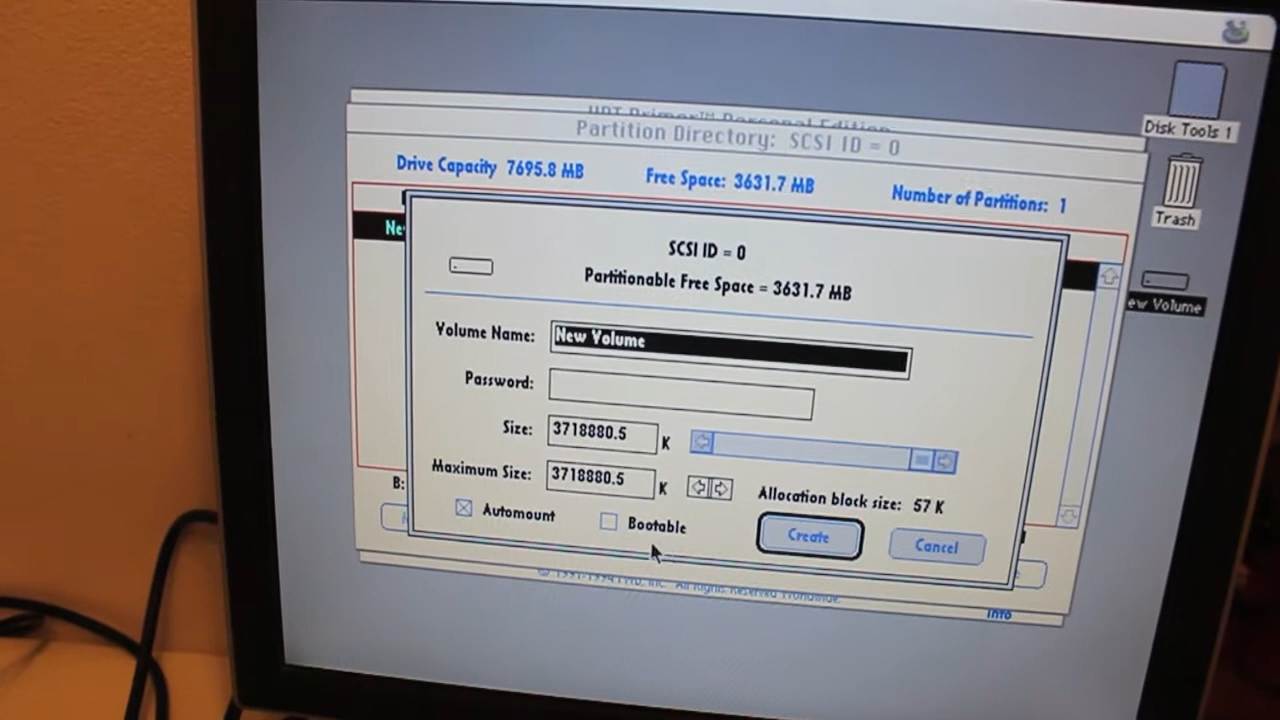 Disk Tools 1
Partition Directory: SCSI ID = 0
Drive Capacity 7695.8 MB
Free Space: 3631.7 MB
Number of Partitions: 1
Trash
SCSI ID = 0
Partitionable Free Space = 3631.7 MB
ew Volume
Volume Name: New Volume
Password:
Size: 3718880.5 K
Maximum Size: 3718880.5 K
Allocation block size: 57 K
B:
Automount
Bootable
Create
Cancel
Info